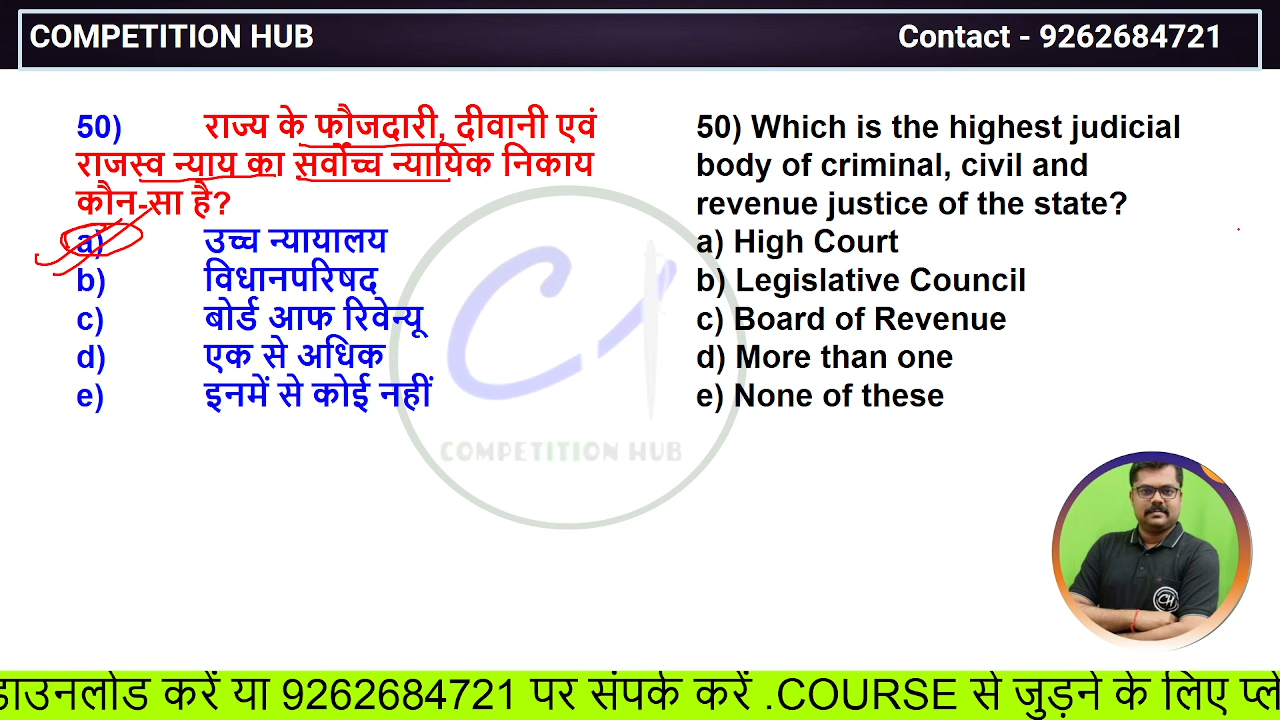 COMPETITION HUB
Contact - 9262684721
50) राज्य के फौजदारी, दीवानी एवं
राजस्व न्याय का सर्वोच्च न्यायिक निकाय
कौन-सा है?
a) उच्च न्यायालय
b) विधानपरिषद
c) बोर्ड आफ रिवेन्यू
d) एक से अधिक
e) इनमें से कोई नहीं
50) Which is the highest judicial
body of criminal, civil and
revenue justice of the state?
a) High Court
b) Legislative Council
c) Board of Revenue
d) More than one
e) None of these
COMPETITION HUB
CH
डाउनलोड करें या 9262684721 पर संपर्क करें .COURSE से जुड़ने के लिए